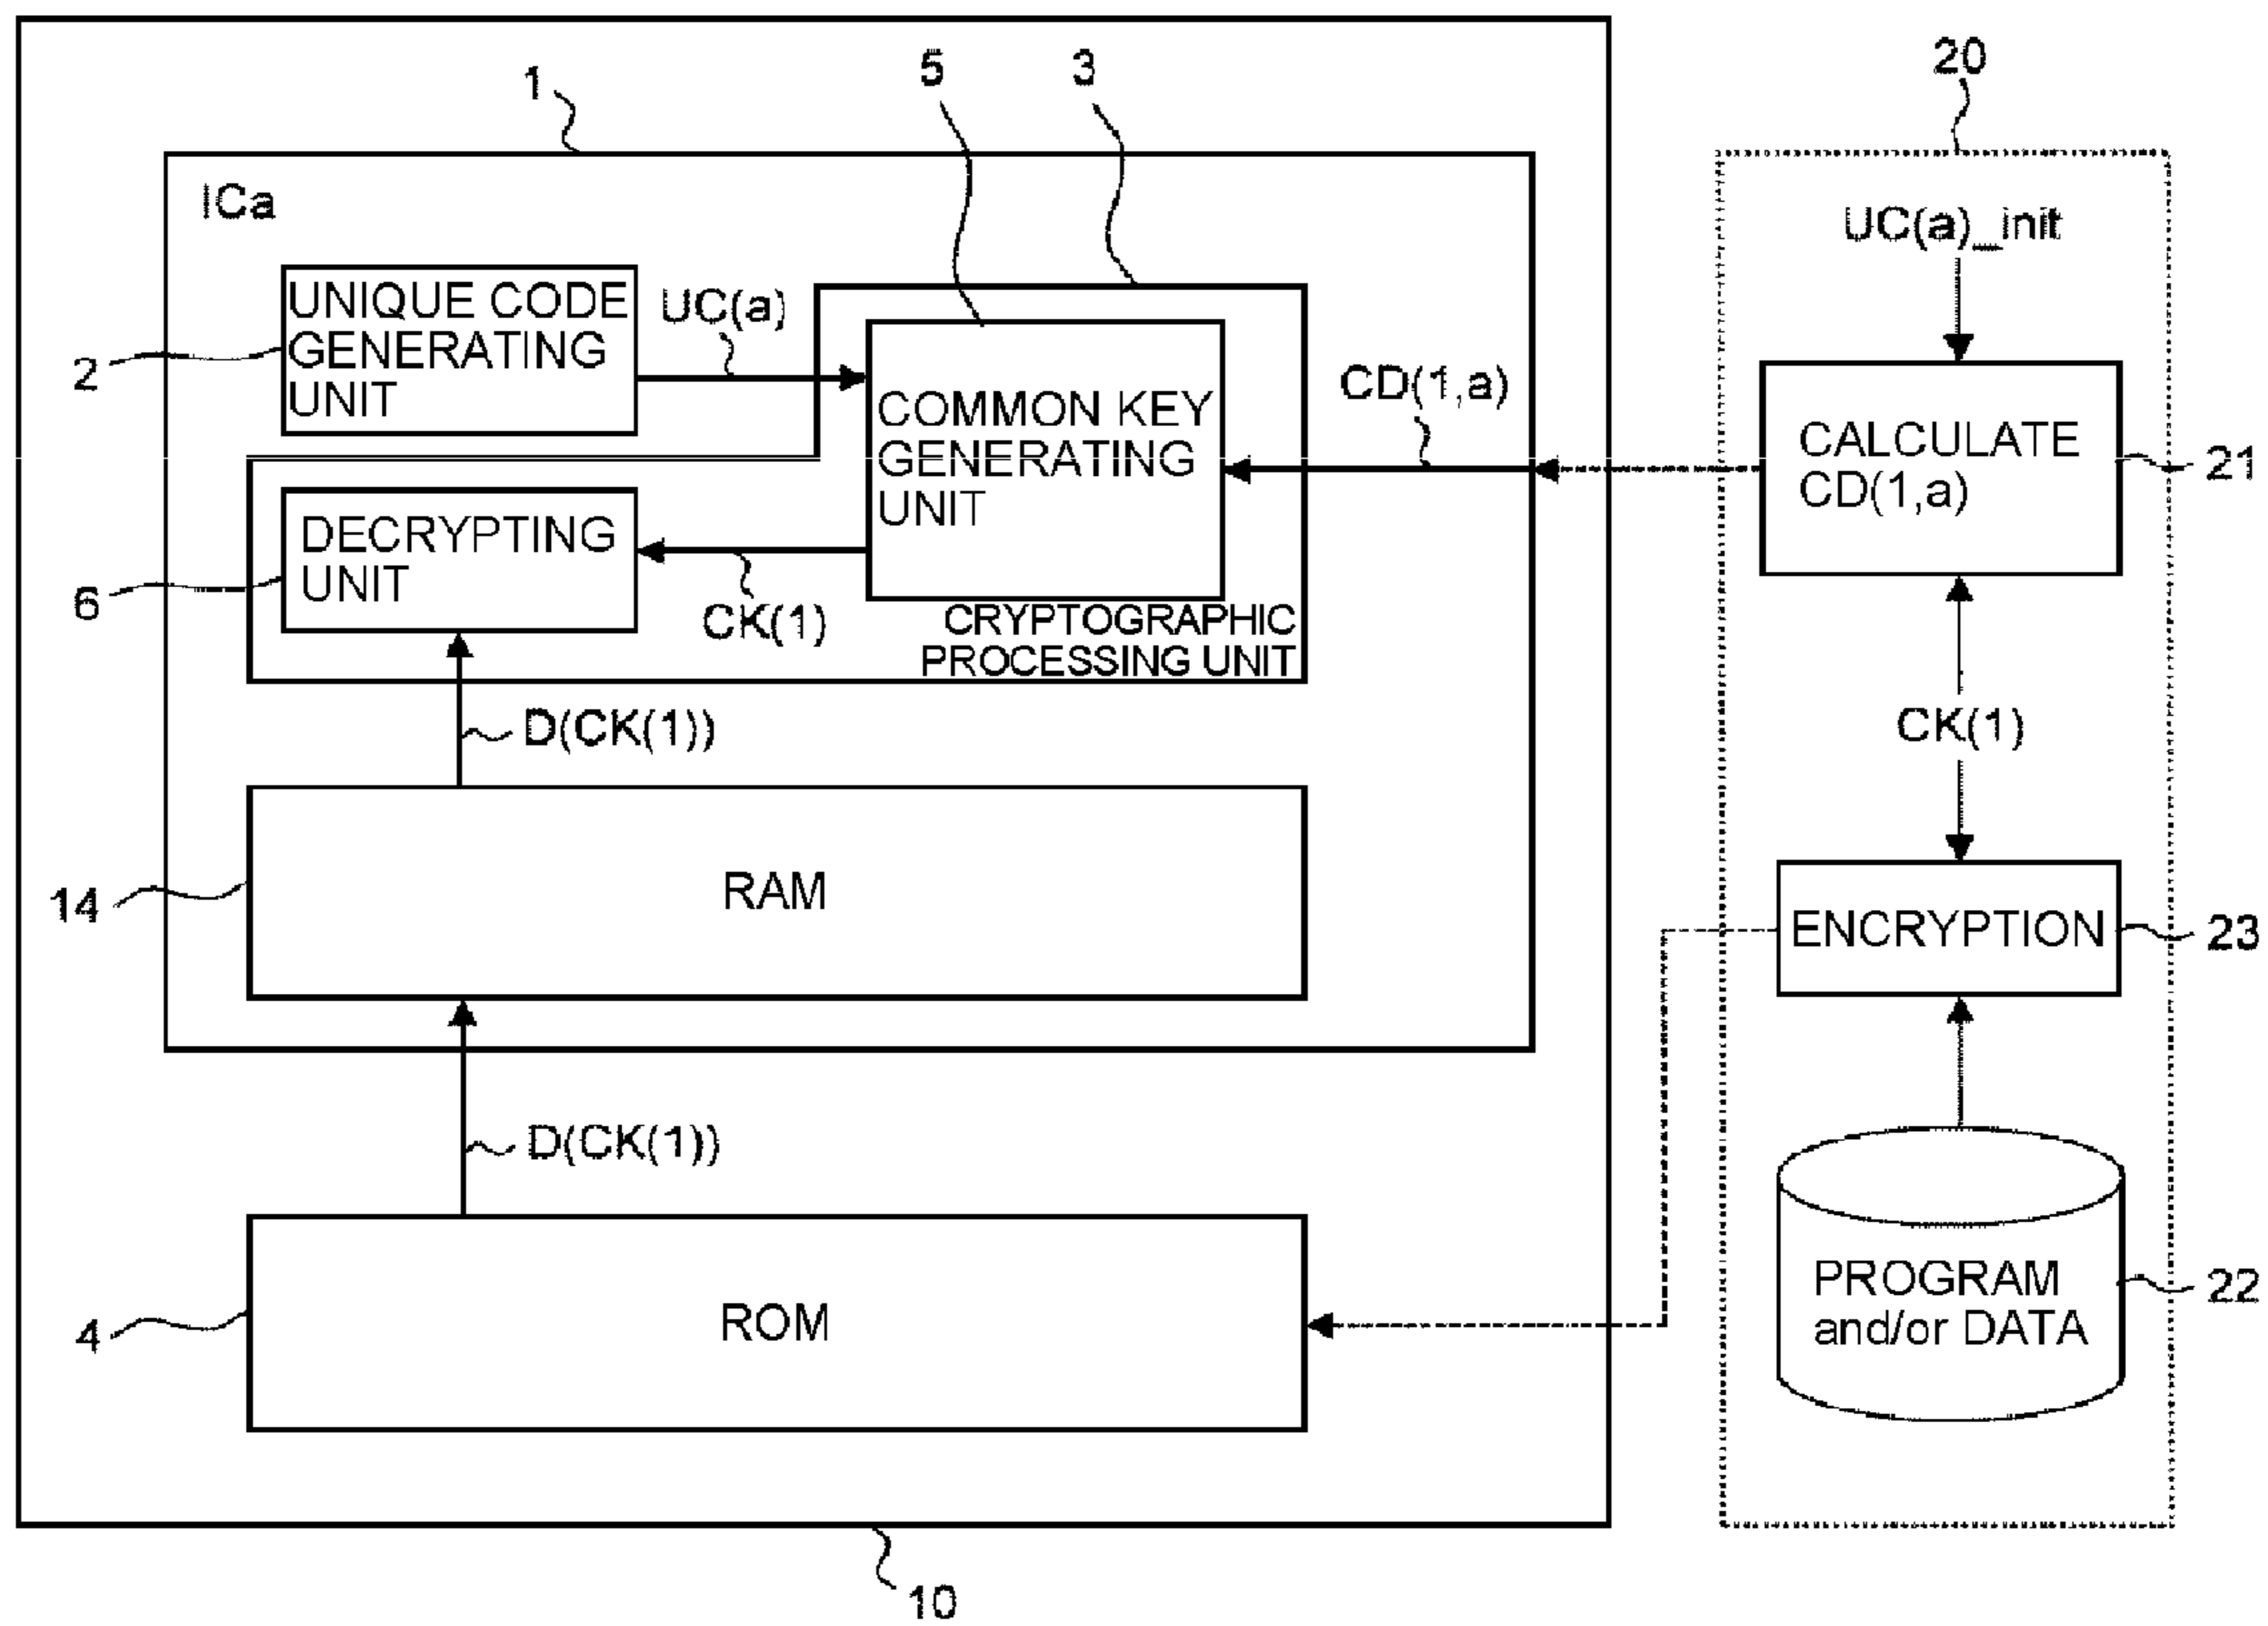 5
3
1
20
ICa
UC(a)_init
UNIQUE CODE
GENERATING
UNIT
UC(a)
2
COMMON KEY
GENERATING
UNIT
CD(1,a)
CALCULATE
CD(1,a)
21
DECRYPTING
UNIT
6
CK(1)
CRYPTOGRAPHIC
PROCESSING UNIT
D(CK(1))
CK(1)
RAM
14
ENCRYPTION
23
D(CK(1))
PROGRAM
and/or DATA
22
ROM
4
10